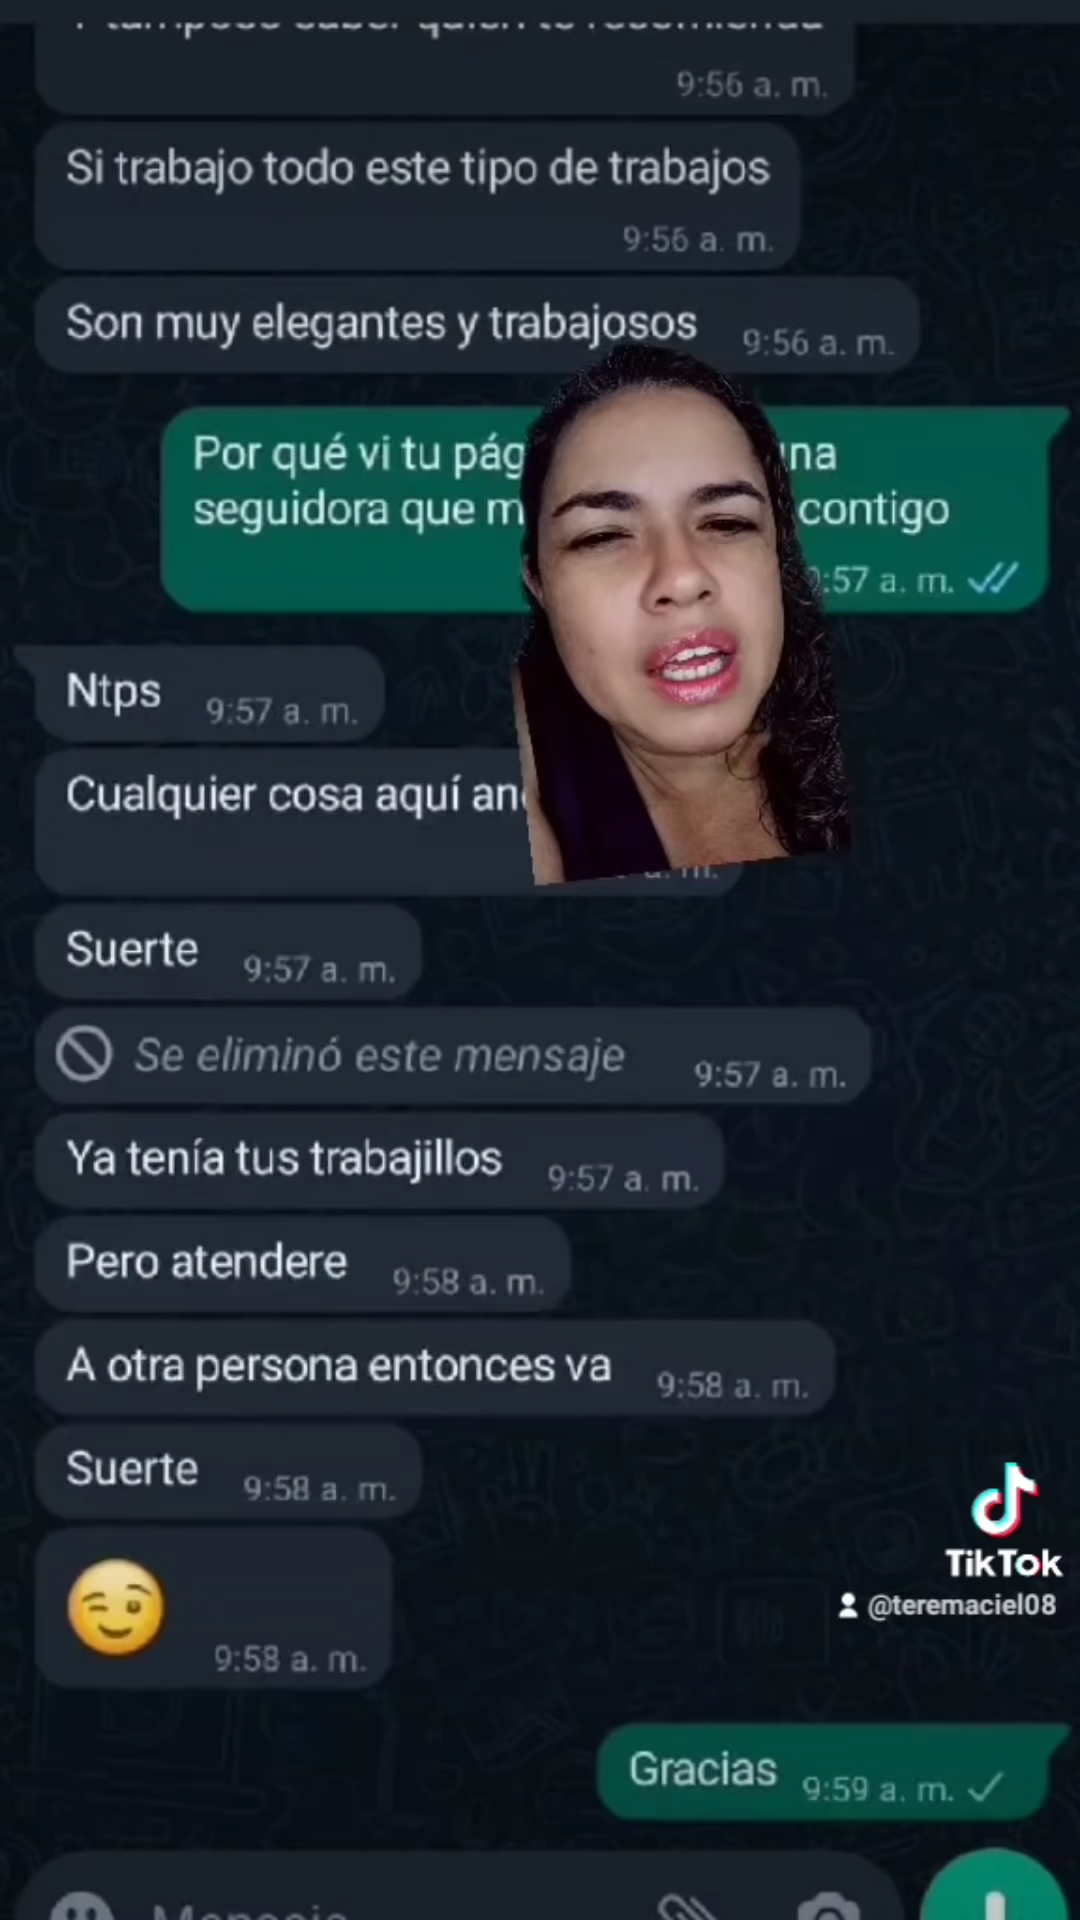 9:56 a. m.
Si trabajo todo este tipo de trabajos
9:56 a. m.
Son muy elegantes y trabajosos 9:56 a. m.
Por qué vi tu
seguidora que contigo
:57 a. m.
Ntps 9:57 a. m.
Cualquier cosa aquí
Suerte 9:57 a. m.
Se eliminó este mensaje 9:57 a. m.
Ya tenía tus trabajillos 9:57 a. m.
Pero atendere 9:58 a. m.
A otra persona entonces va 9:58 a. m.
Suerte 9:58 a. m.
9:58 a. m.
TikTok
@teremaciel08
Gracias 9:59 a. m.